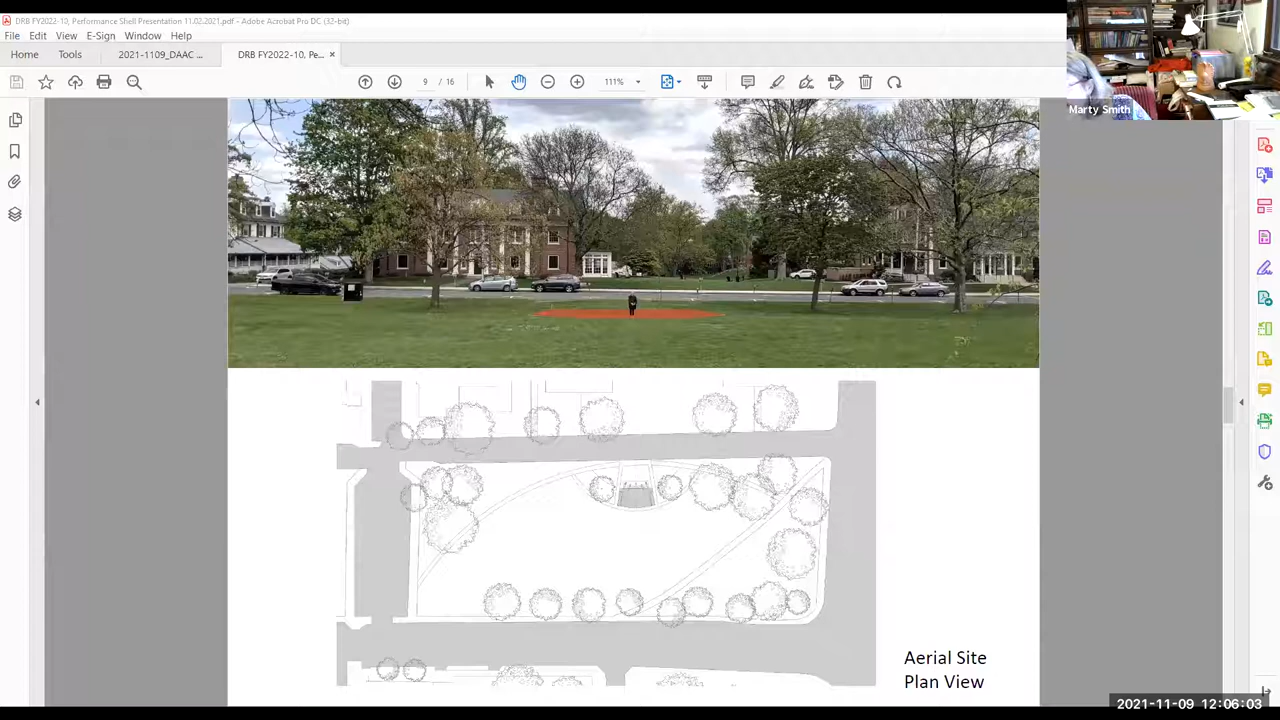 DRB FY2022-10, Performance Shell Presentation 11.02.2021.pdf - Adobe Acrobat Pro DC (32-bit)
File Edit View E-Sign Window Help
Home Tools 2021-1109_DAAC ... DRB FY2022-10, Pe... ×
9 / 16 111%
Marty Smith
Aerial Site
Plan View
2021-11-09 12:06:03